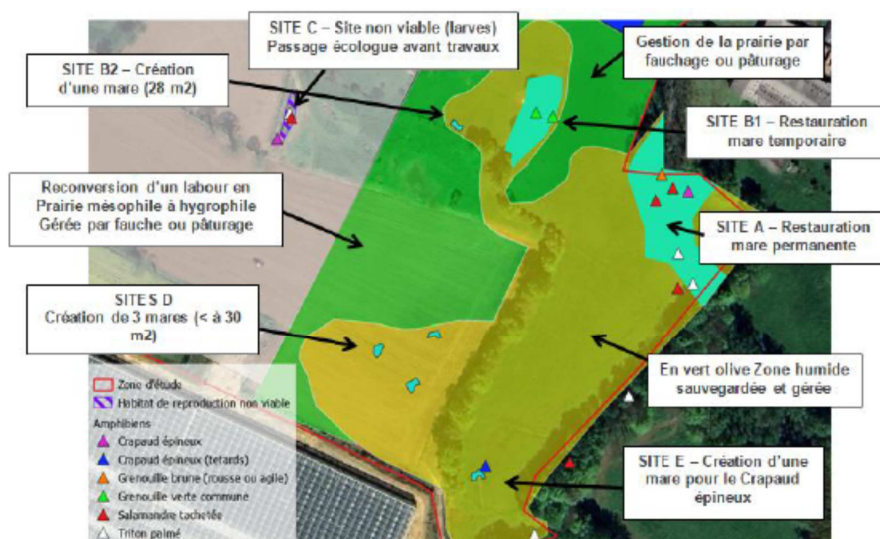 SITE C – Site non viable (larves)
Passage écologue avant travaux
SITE B2 – Création
d'une mare (28 m2)
Gestion de la prairie par
fauchage ou pâturage
SITE B1 – Restauration
mare temporaire
Reconversion d'un labour en
Prairie mésophile à hygrophile
Gérée par fauche ou pâturage
SITE A – Restauration
mare permanente
SITES D
Création de 3 mares (< à 30
m2)
En vert olive Zone humide
sauvegardée et gérée
SITE E – Création d'une
mare pour le Crapaud
épineux
Zone d'étude
Habitat de reproduction non viable
Amphibiens
Crapaud épineux
Crapaud épineux (tetards)
Grenouille brune (rousse ou agile)
Grenouille verte commune
Salamandre tachetée
Triton palmé